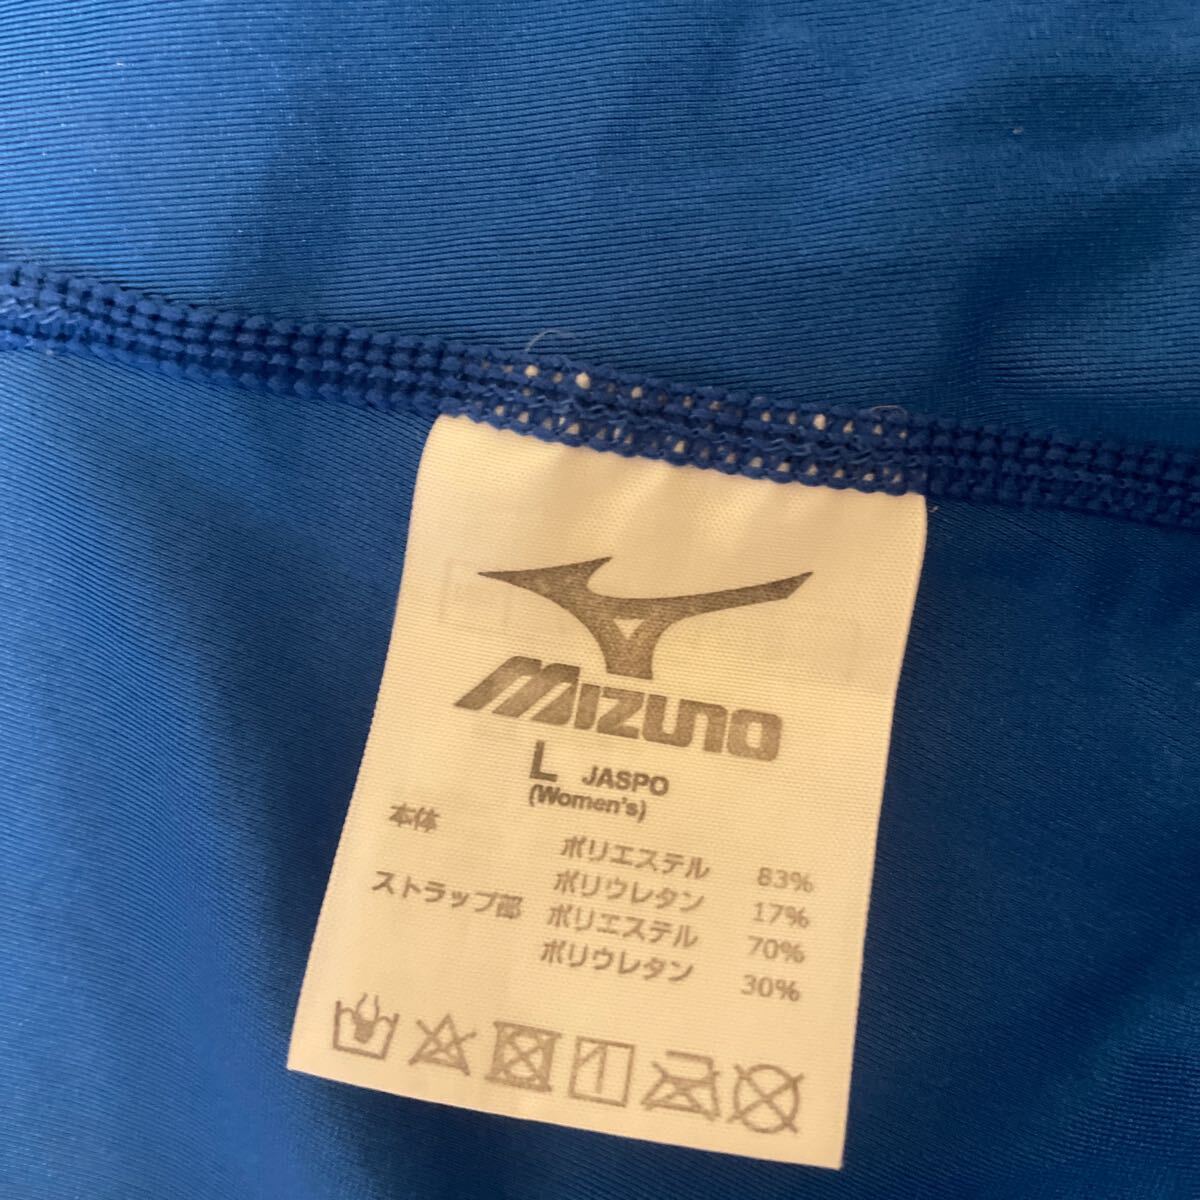 MIZUNO
L JASPO
(Women's)
本体 ポリエステル 83%
ポリウレタン 17%
ストラップ部 ポリエステル 70%
ポリウレタン 30%